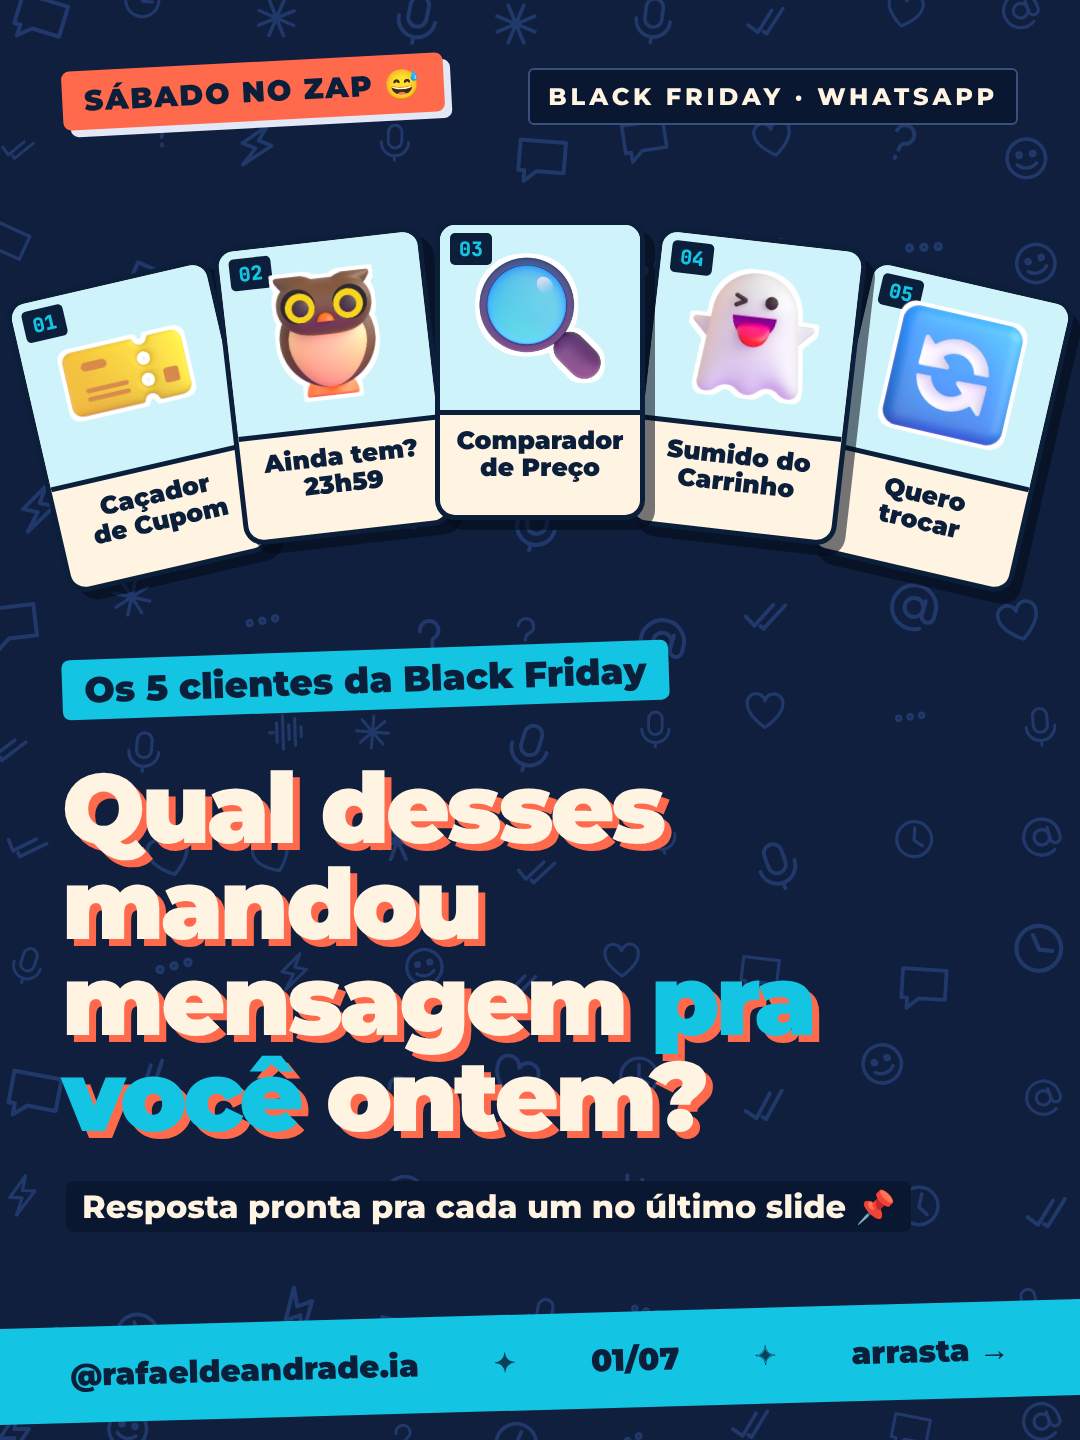 SÁBADO NO ZAP 😅
BLACK FRIDAY · WHATSAPP
01
Caçador
de Cupom
02
Ainda tem?
23h59
03
Comparador
de Preço
04
Sumido do
Carrinho
05
Quero
trocar
Os 5 clientes da Black Friday
Qual desses
mandou
mensagem pra
você ontem?
Resposta pronta pra cada um no último slide 📌
@rafaeldeandrade.ia ✦ 01/07 ✦ arrasta →